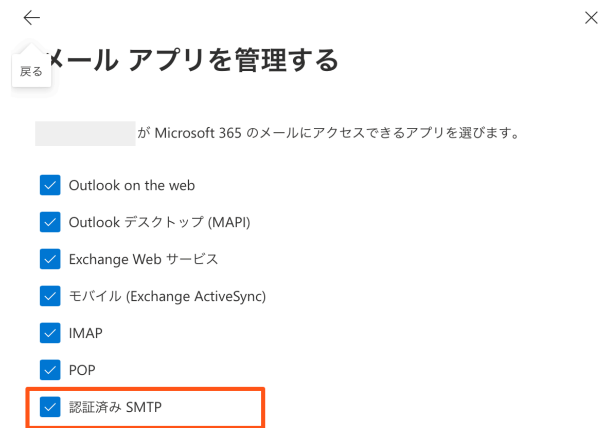 メール アプリを管理する
戻る
が Microsoft 365 のメールにアクセスできるアプリを選びます。
Outlook on the web
Outlook デスクトップ (MAPI)
Exchange Web サービス
モバイル (Exchange ActiveSync)
IMAP
POP
認証済み SMTP